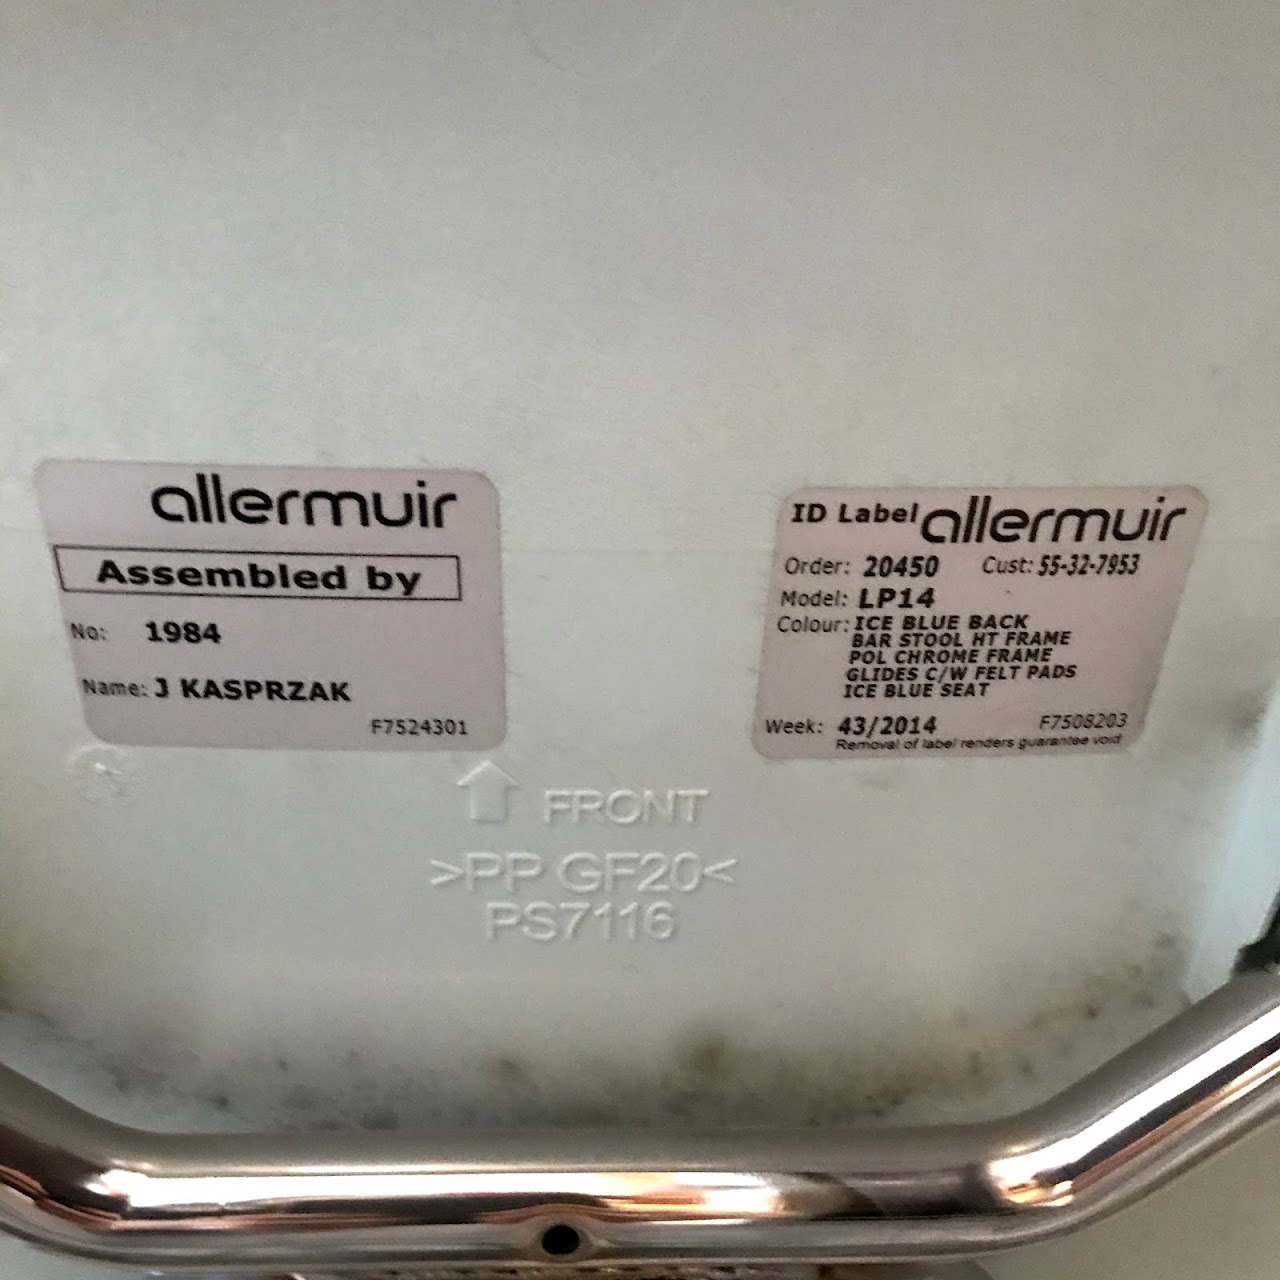 allermuir
Assembled by
No: 1984
Name: J KASPRZAK
F7524301
ID Label allermuir
Order: 20450 Cust: 55-32-7953
Model: LP14
Colour: ICE BLUE BACK
BAR STOOL HT FRAME
POL CHROME FRAME
GLIDES C/W FELT PADS
ICE BLUE SEAT
Week: 43/2014 F7508203
Removal of label renders guarantee void
FRONT
>PP GF20<
PS7116